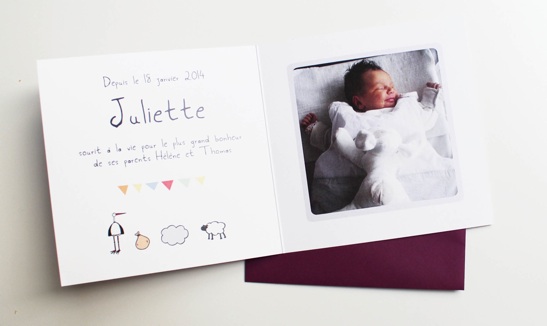 Depuis le 18 janvier 2014
Juliette
sourit à la vie pour le plus grand bonheur
de ses parents Hélène et Thomas